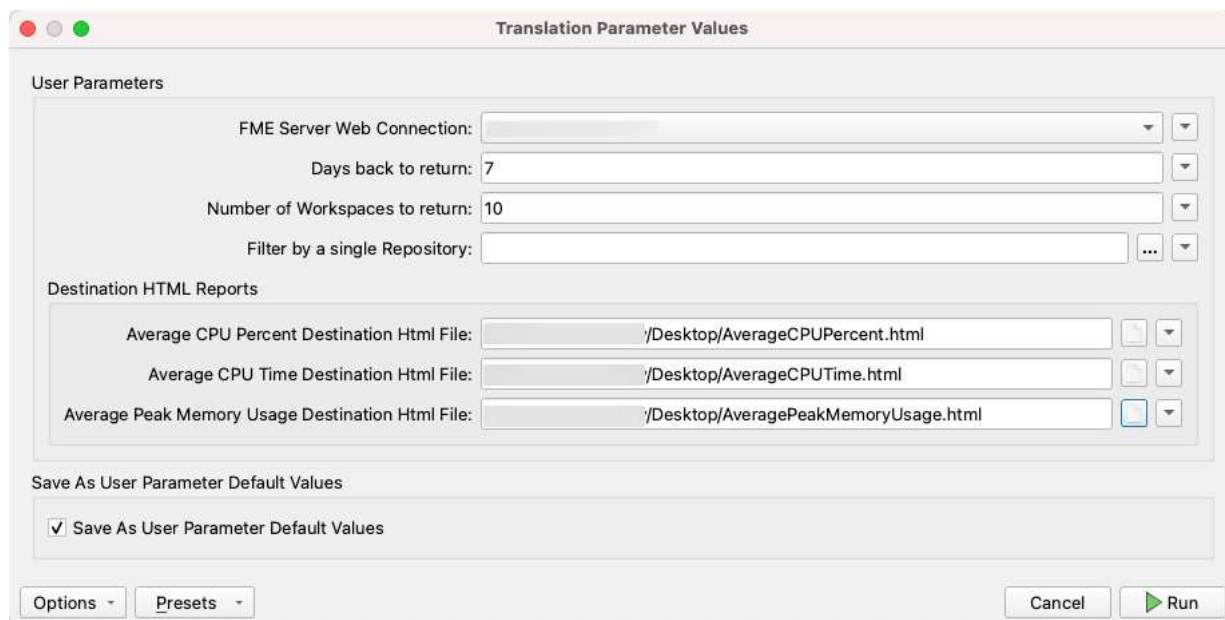 Translation Parameter Values
User Parameters
FME Server Web Connection:
Days back to return: 7
Number of Workspaces to return: 10
Filter by a single Repository: ...
Destination HTML Reports
Average CPU Percent Destination Html File: /Desktop/AverageCPUPercent.html
Average CPU Time Destination Html File: /Desktop/AverageCPUTime.html
Average Peak Memory Usage Destination Html File: /Desktop/AveragePeakMemoryUsage.html
Save As User Parameter Default Values
Save As User Parameter Default Values
Options Presets Cancel Run